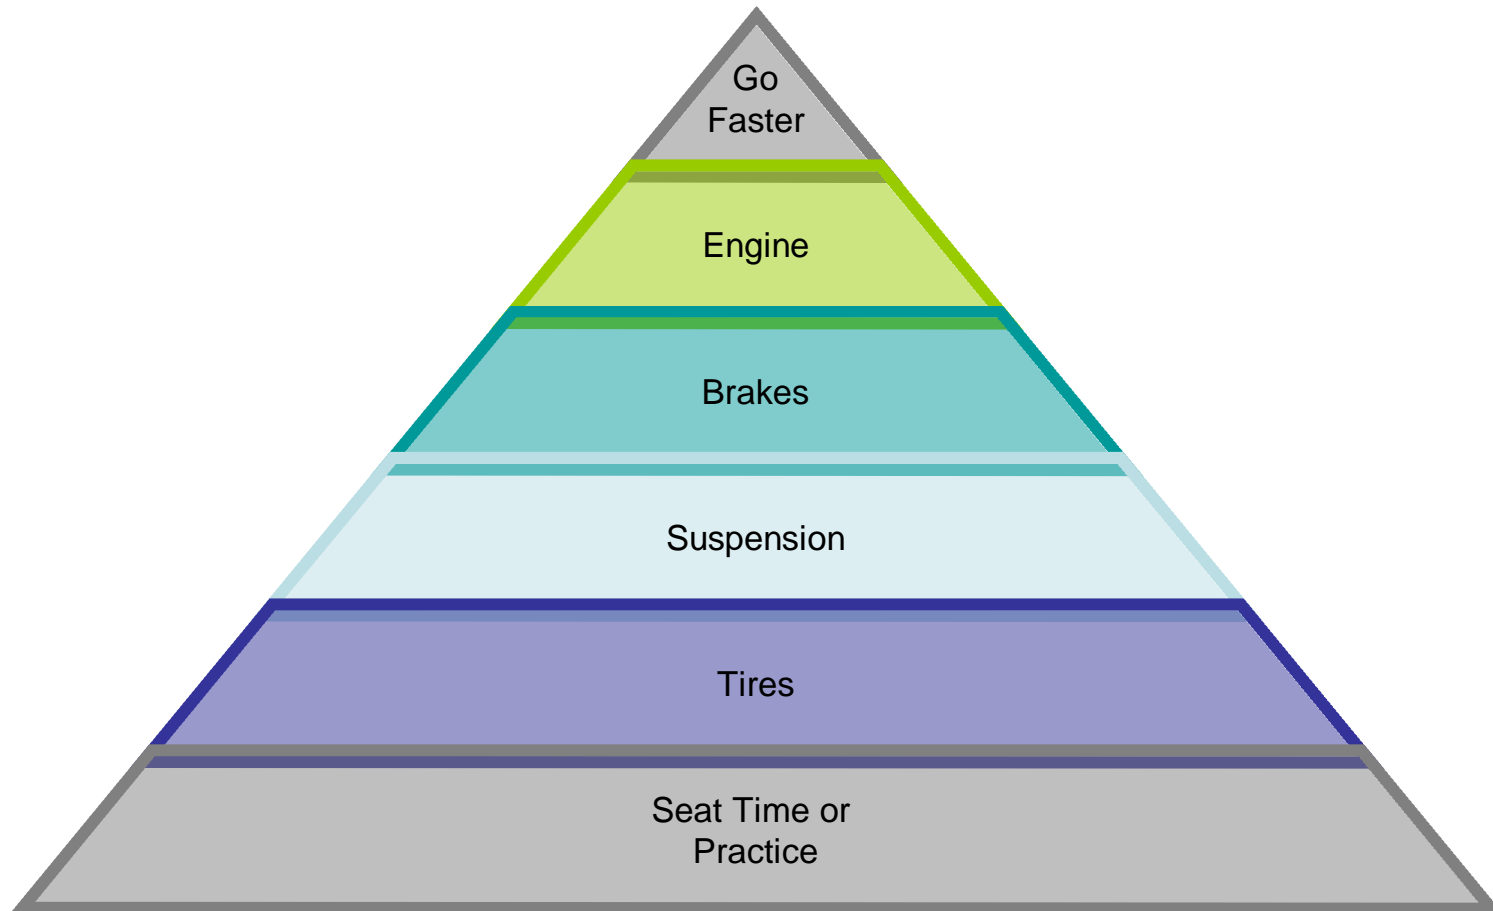 Go
Faster
Engine
Brakes
Suspension
Tires
Seat Time or
Practice